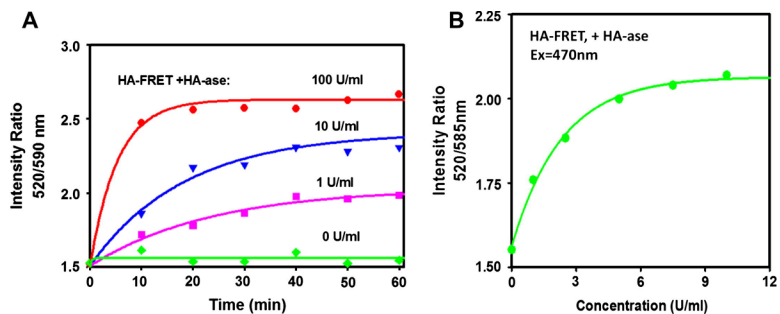 A
Intensity Ratio
520/590 nm
3.0
2.5
2.0
1.5
HA-FRET +HA-ase:
100 U/ml
10 U/ml
1 U/ml
0 U/ml
0 10 20 30 40 50 60
Time (min)
B
Intensity Ratio
520/585nm
2.25
2.00
1.75
1.50
HA-FRET, + HA-ase
Ex=470nm
0 3 6 9 12
Concentration (U/ml)